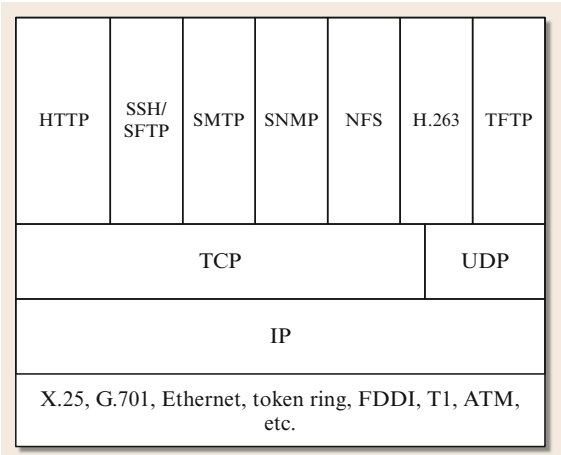 HTTP
SSH/
SFTP
SMTP
SNMP
NFS
H.263
TFTP
TCP
UDP
IP
X.25, G.701, Ethernet, token ring, FDDI, T1, ATM,
etc.